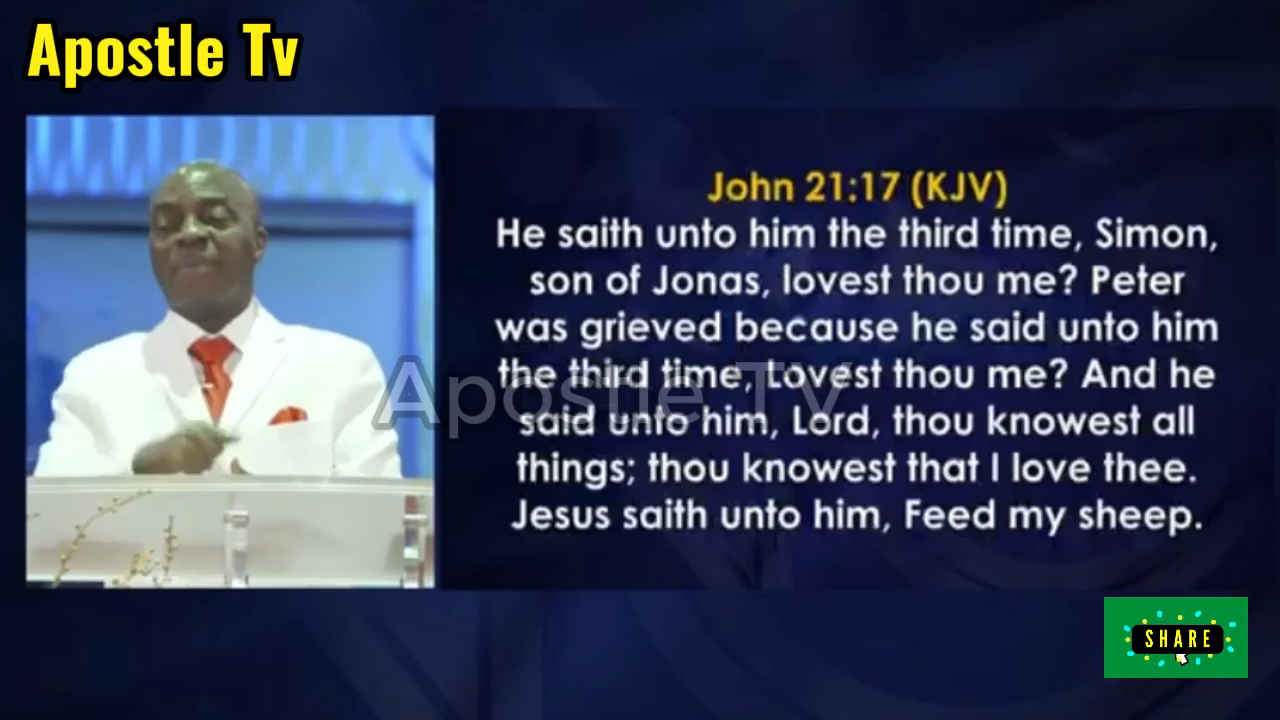 Apostle Tv
John 21:17 (KJV)
He saith unto him the third time, Simon,
son of Jonas, lovest thou me? Peter
was grieved because he said unto him
the third time, Lovest thou me? And he
said unto him, Lord, thou knowest all
things; thou knowest that I love thee.
Jesus saith unto him, Feed my sheep.
Apostle TV
SHARE